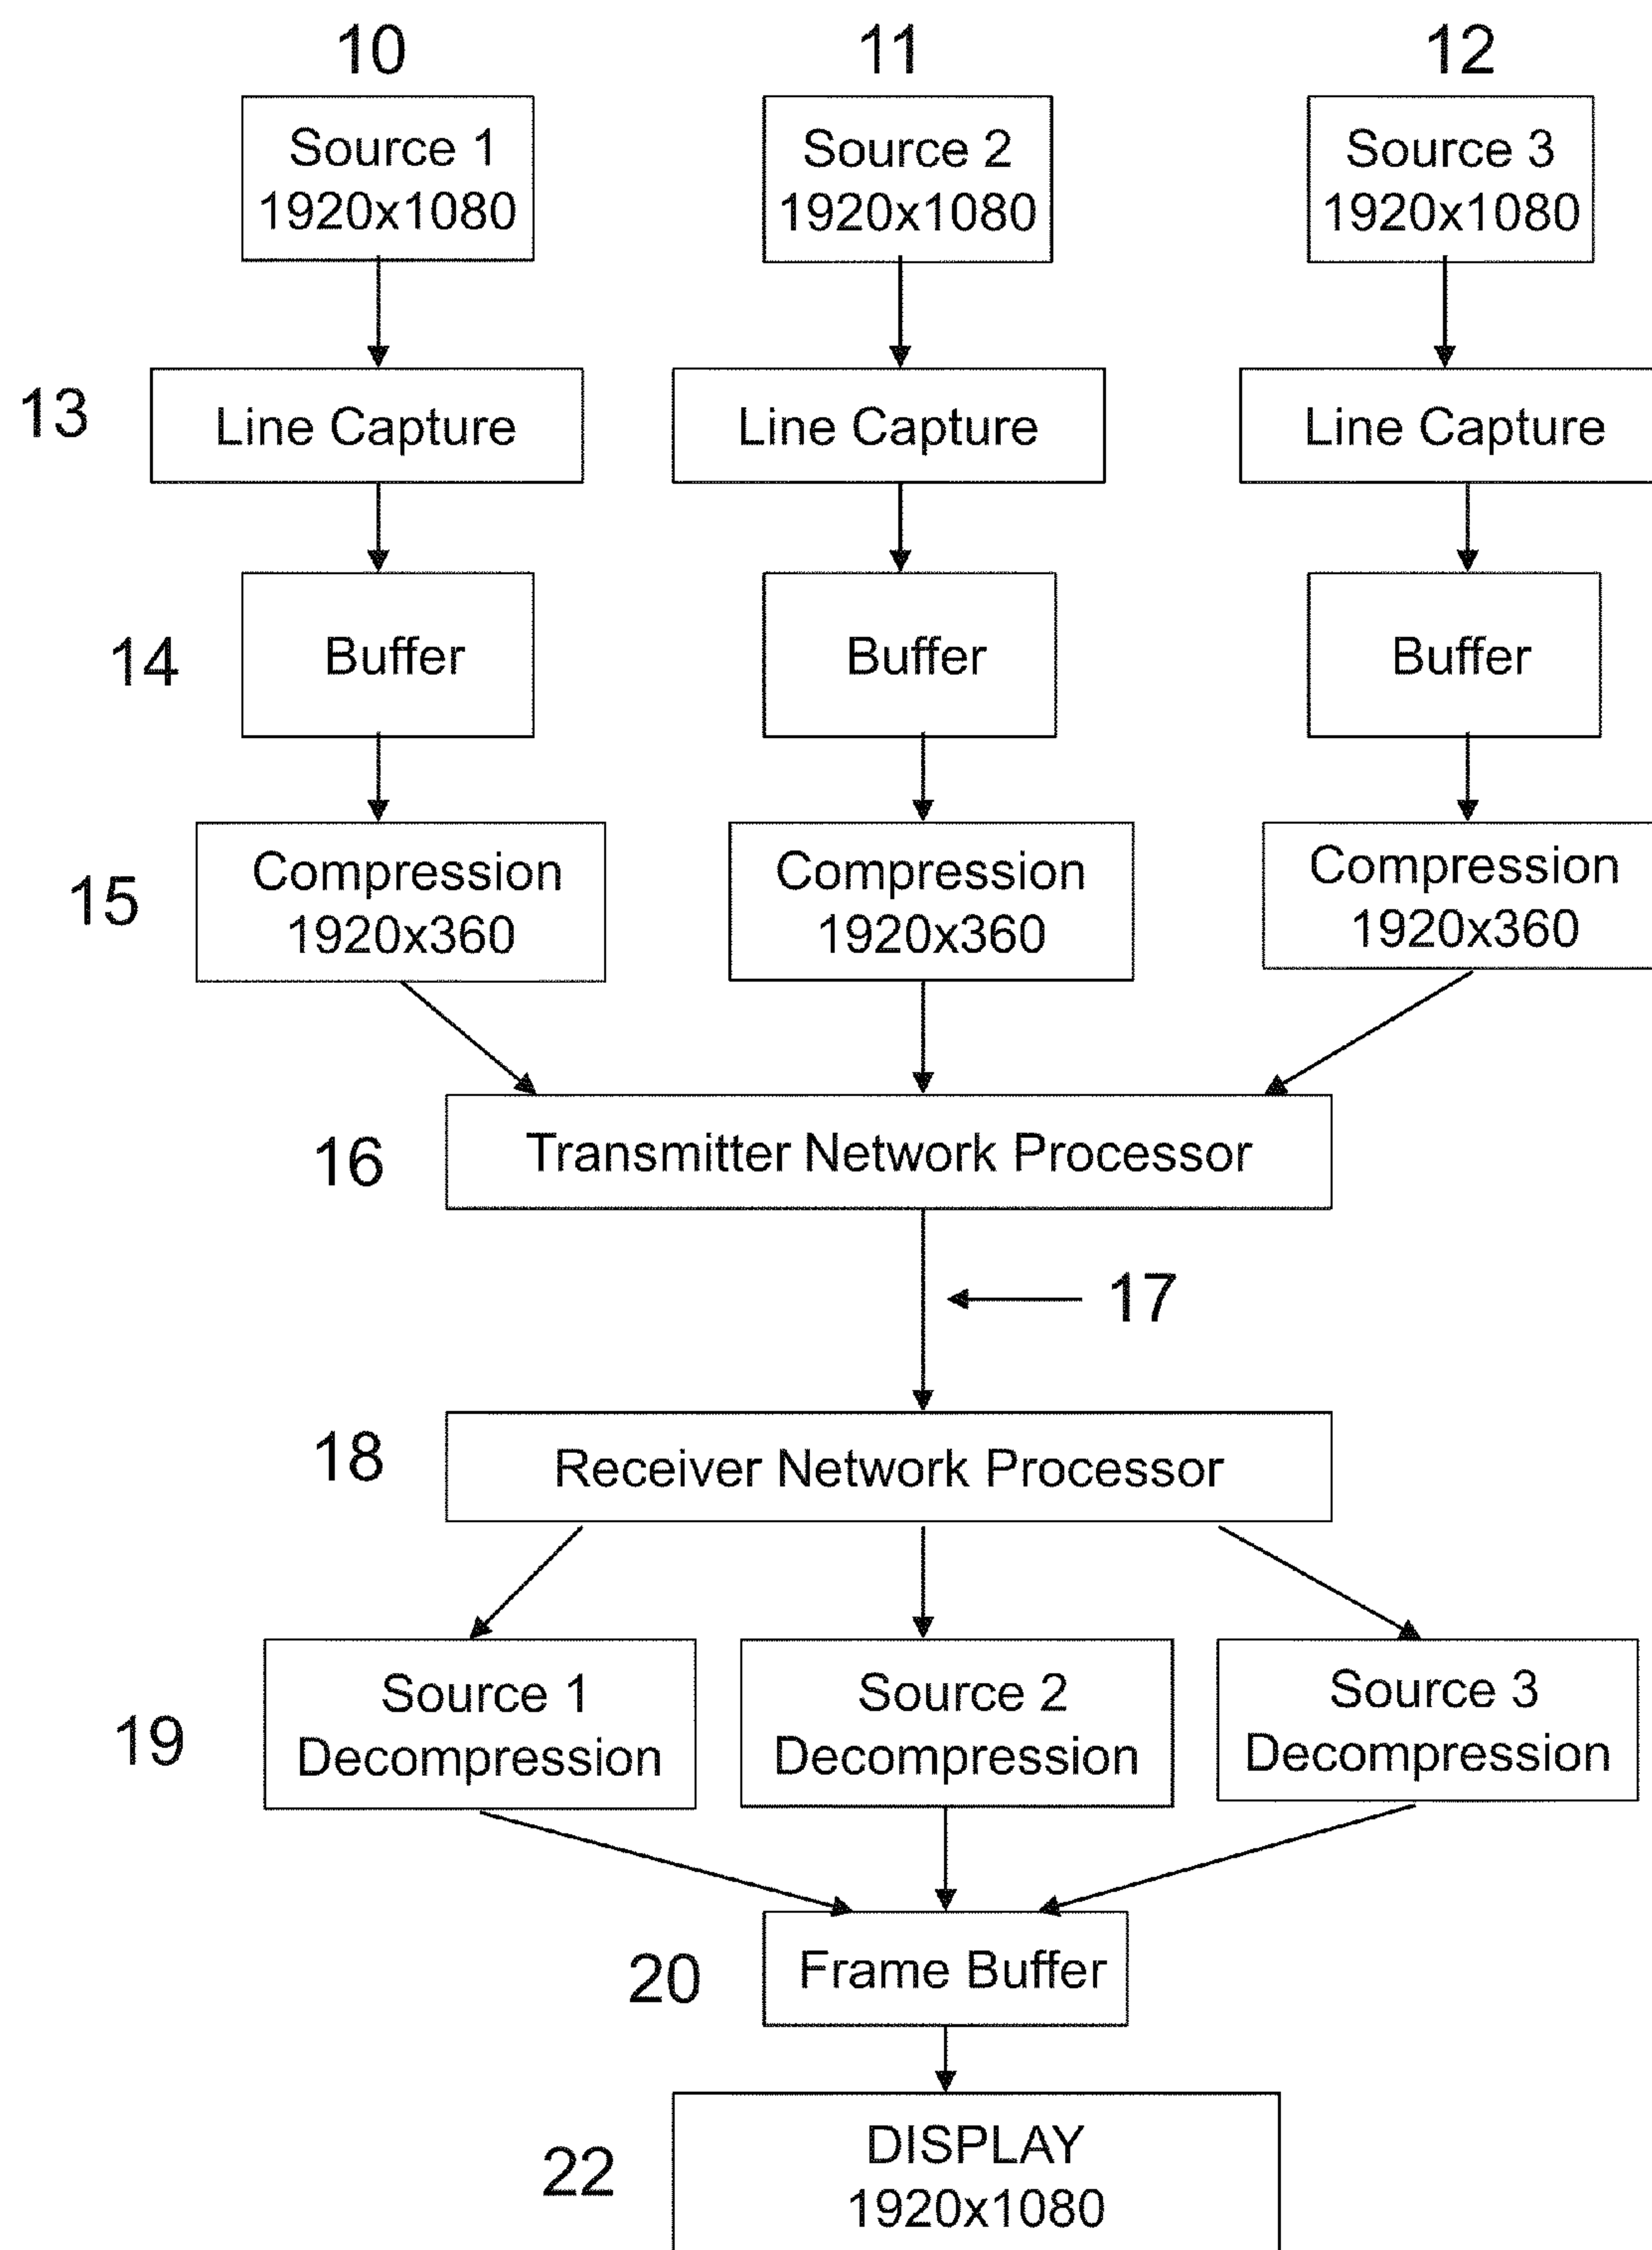 10 11 12
Source 1 Source 2 Source 3
1920x1080 1920x1080 1920x1080
13 Line Capture Line Capture Line Capture
14 Buffer Buffer Buffer
Compression Compression Compression
15 1920x360 1920x360 1920x360
16 Transmitter Network Processor
17
18 Receiver Network Processor
Source 1 Source 2 Source 3
19 Decompression Decompression Decompression
20 Frame Buffer
DISPLAY
22 1920x1080